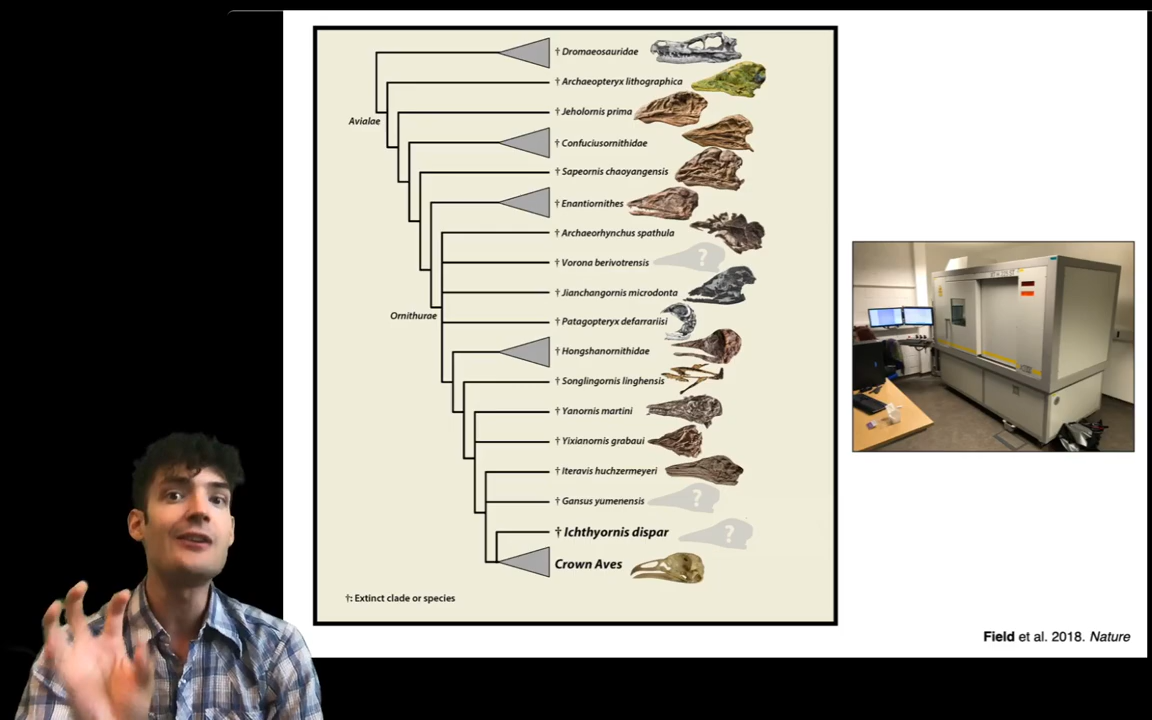 † Dromaeosauridae
† Archaeopteryx lithographica
† Jeholornis prima
Avialae
† Confuciusornithidae
† Sapeornis chaoyangensis
† Enantiornithes
† Archaeorhynchus spathula
† Vorona berivotrensis ?
† Jianchangornis microdonta
Ornithurae
† Patagopteryx defarrariisi
† Hongshanornithidae
† Songlingornis linghensis
† Yanornis martini
† Yixianornis grabaui
† Iteravis huchzermeyeri
† Gansus yumenensis ?
† Ichthyornis dispar ?
Crown Aves
†: Extinct clade or species
Field et al. 2018. Nature